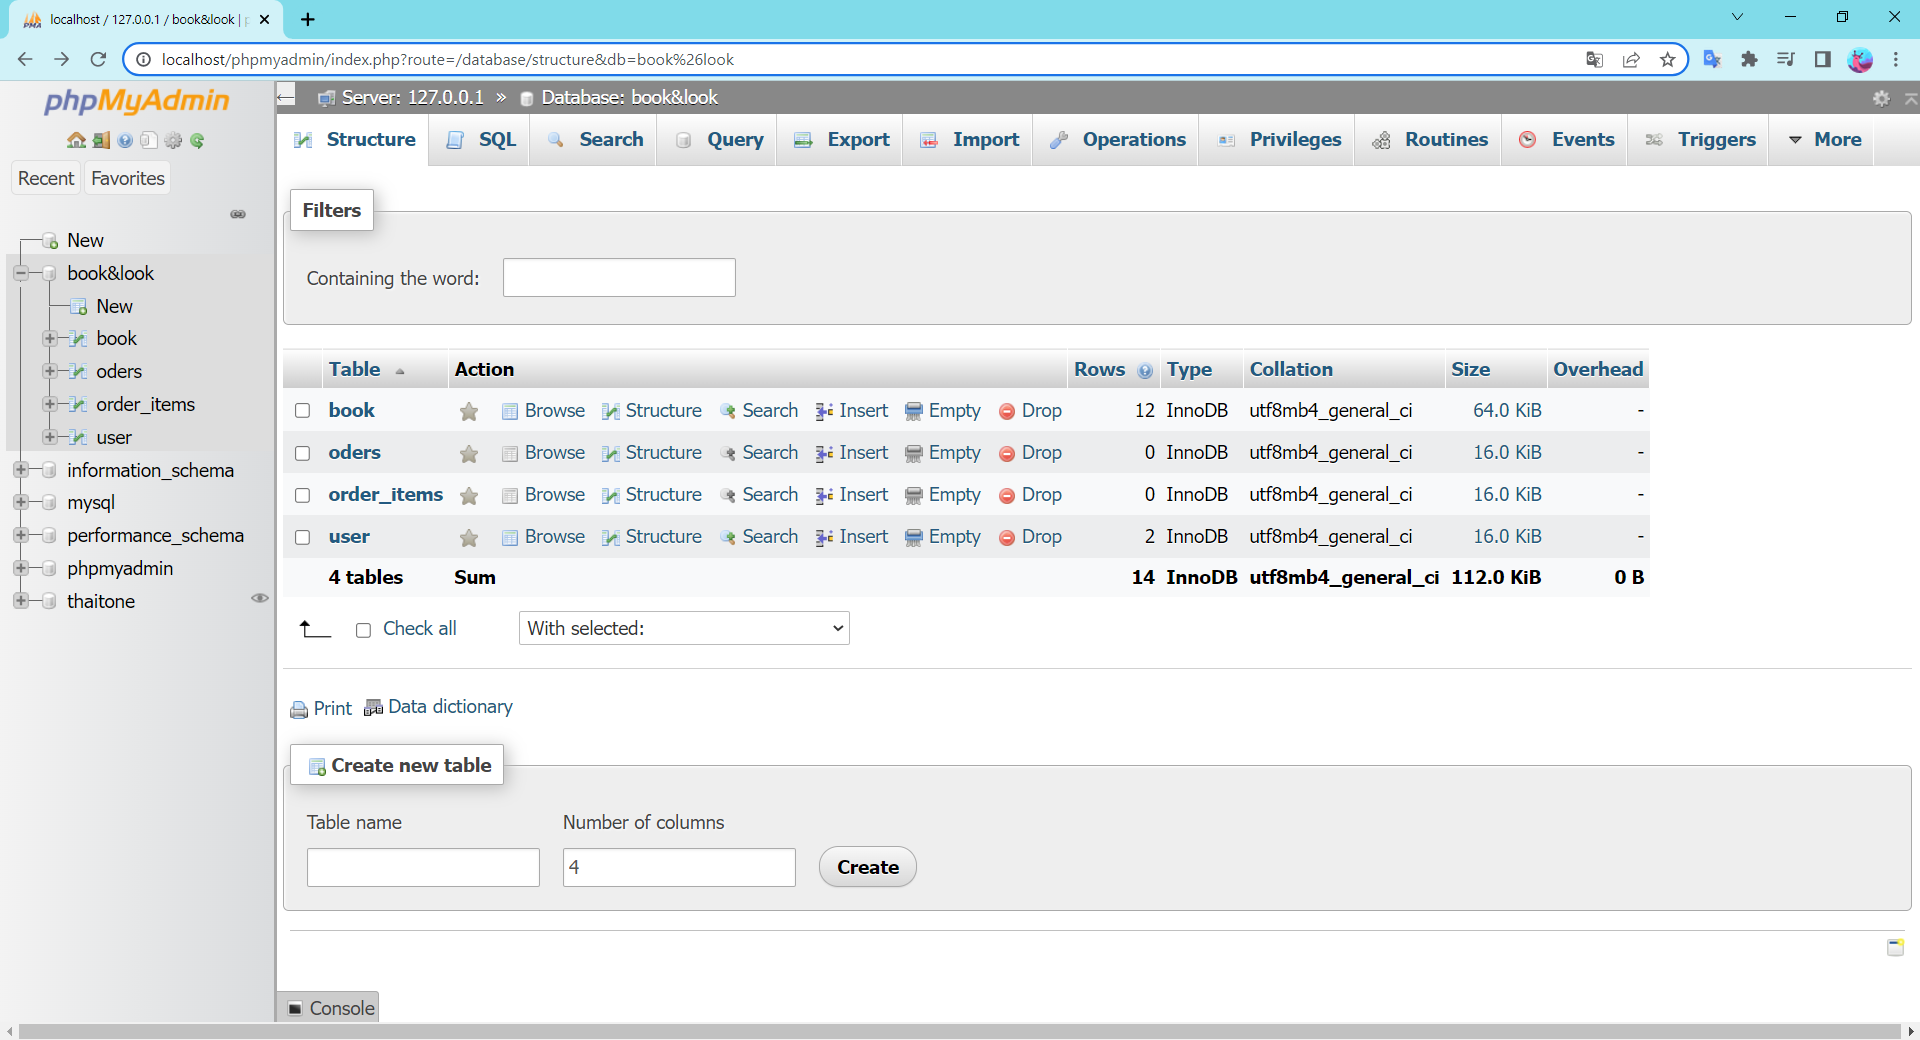 localhost / 127.0.0.1 / book&look |
localhost/phpmyadmin/index.php?route=/database/structure&db=book%26look
phpMyAdmin
Recent Favorites
New
book&look
New
book
oders
order_items
user
information_schema
mysql
performance_schema
phpmyadmin
thaitone
Server: 127.0.0.1 » Database: book&look
Structure SQL Search Query Export Import Operations Privileges Routines Events Triggers More
Filters
Containing the word:
Table Action Rows Type Collation Size Overhead
book Browse Structure Search Insert Empty Drop 12 InnoDB utf8mb4_general_ci 64.0 KiB -
oders Browse Structure Search Insert Empty Drop 0 InnoDB utf8mb4_general_ci 16.0 KiB -
order_items Browse Structure Search Insert Empty Drop 0 InnoDB utf8mb4_general_ci 16.0 KiB -
user Browse Structure Search Insert Empty Drop 2 InnoDB utf8mb4_general_ci 16.0 KiB -
4 tables Sum 14 InnoDB utf8mb4_general_ci 112.0 KiB 0 B
Check all With selected:
Print Data dictionary
Create new table
Table name Number of columns
4 Create
Console